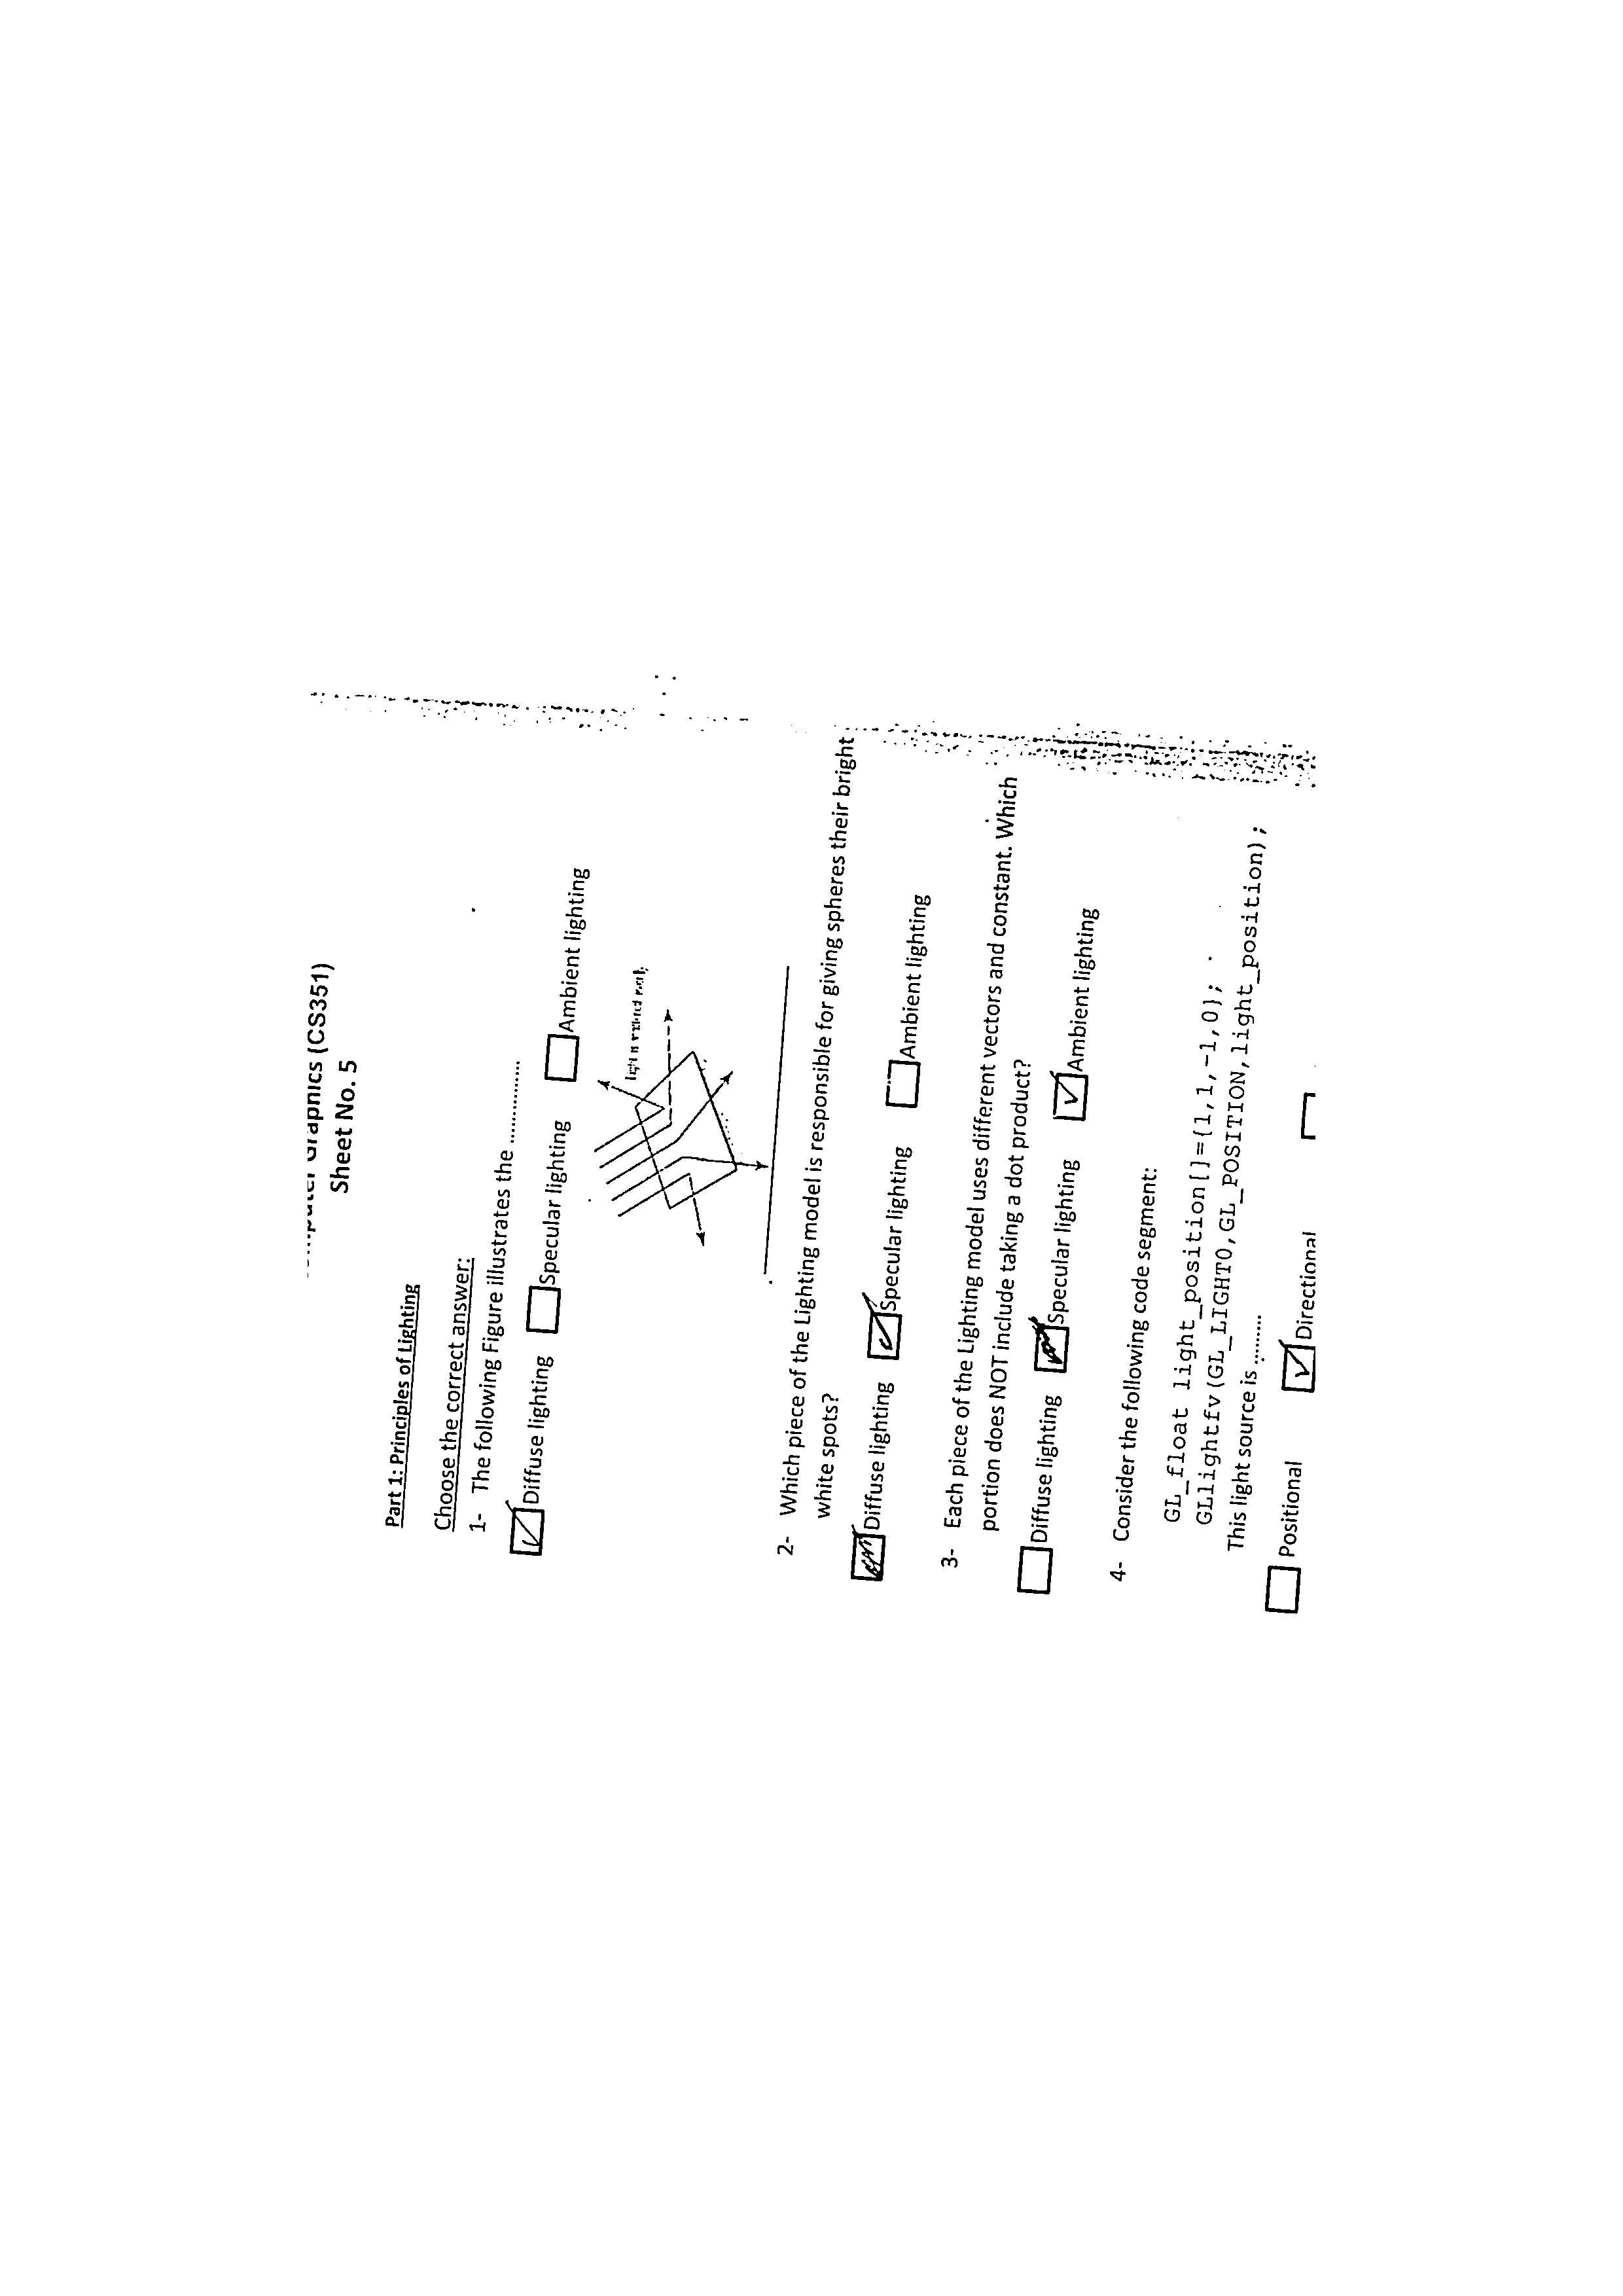 Graphics (CS351)
Sheet No. 5
Part 1: Principles of Lighting
Choose the correct answer:
1- The following Figure illustrates the ............
Diffuse lighting Specular lighting Ambient lighting
light is
2- Which piece of the Lighting model is responsible for giving spheres their bright
white spots?
Diffuse lighting Specular lighting Ambient lighting
3- Each piece of the Lighting model uses different vectors and constant. Which
portion does NOT include taking a dot product?
Diffuse lighting Specular lighting Ambient lighting
4- Consider the following code segment:
GL_float light_position[]={1,1,-1,0};
GLlightfv(GL_LIGHT0,GL_POSITION,light_position);
This light source is .........
Positional Directional